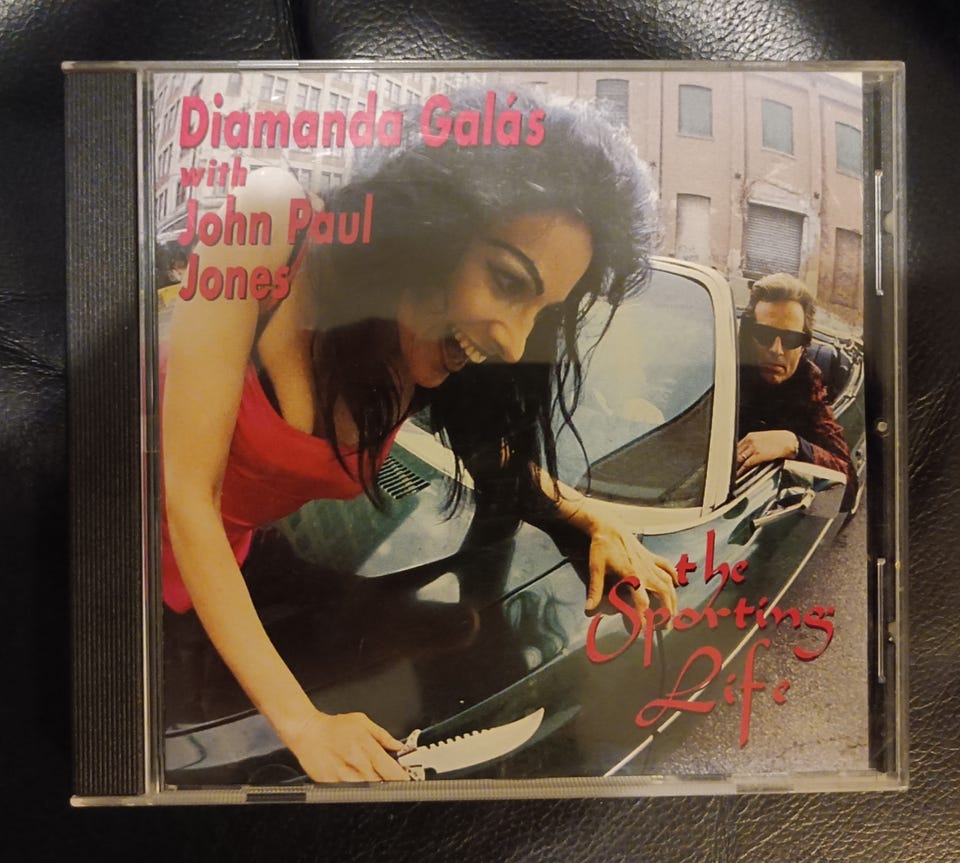 Diamanda Galás
with
John Paul
Jones
the
Sporting
Life